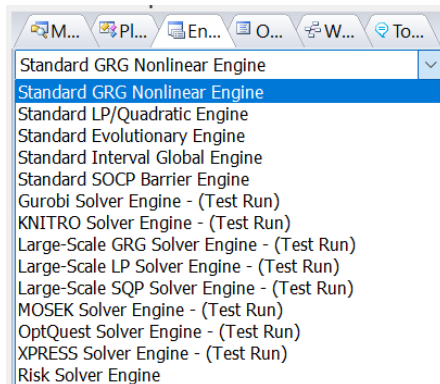 M... Pl... En... O... W... To...
Standard GRG Nonlinear Engine
Standard GRG Nonlinear Engine
Standard LP/Quadratic Engine
Standard Evolutionary Engine
Standard Interval Global Engine
Standard SOCP Barrier Engine
Gurobi Solver Engine - (Test Run)
KNITRO Solver Engine - (Test Run)
Large-Scale GRG Solver Engine - (Test Run)
Large-Scale LP Solver Engine - (Test Run)
Large-Scale SQP Solver Engine - (Test Run)
MOSEK Solver Engine - (Test Run)
OptQuest Solver Engine - (Test Run)
XPRESS Solver Engine - (Test Run)
Risk Solver Engine